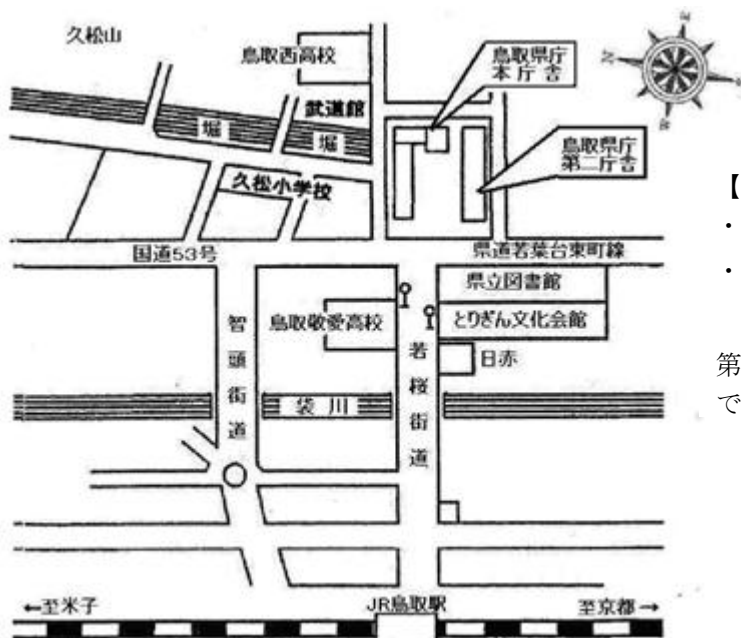 久松山
鳥取西高校
鳥取県庁
本庁舎
武道館
堀
堀
鳥取県庁
第二庁舎
久松小学校
【
・
・
国道53号
県道若葉台東町線
県立図書館
鳥取敬愛高校
とりぎん文化会館
智頭街道
若桜街道
日赤
第
で
袋川
←至米子
JR鳥取駅
至京都→